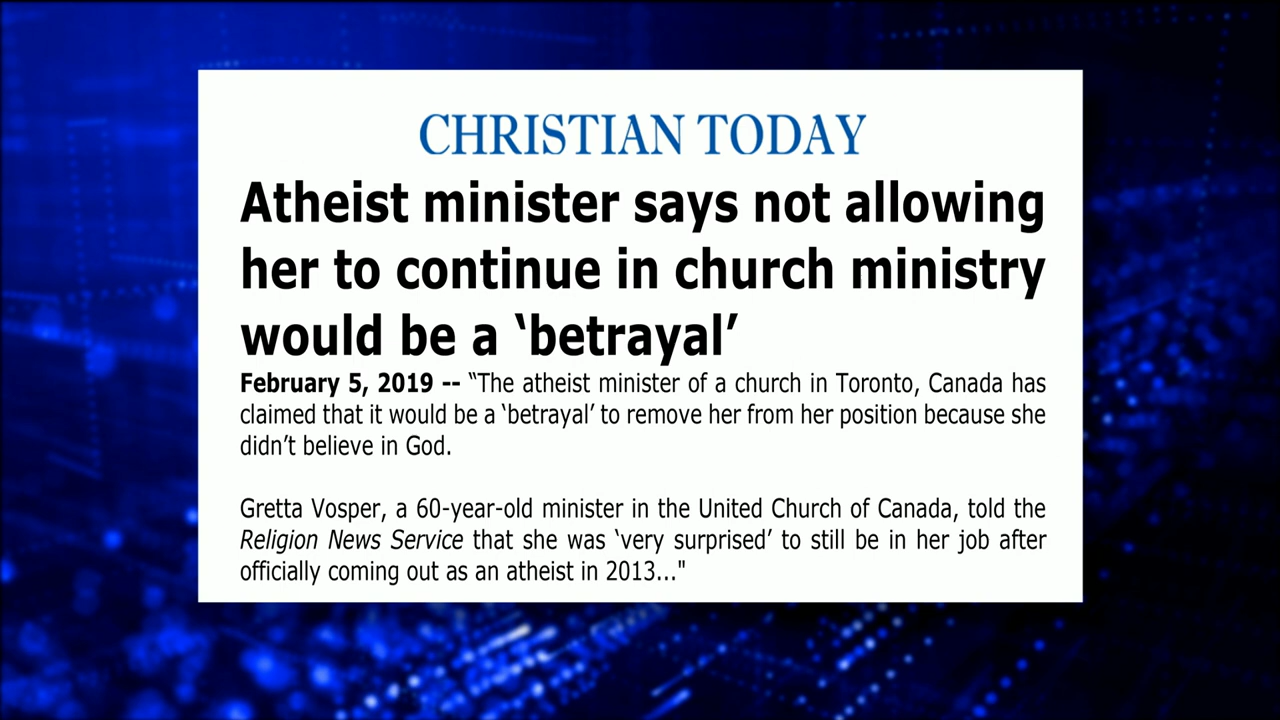 CHRISTIAN TODAY
Atheist minister says not allowing
her to continue in church ministry
would be a ‘betrayal’
February 5, 2019 -- “The atheist minister of a church in Toronto, Canada has
claimed that it would be a ‘betrayal’ to remove her from her position because she
didn’t believe in God.
Gretta Vosper, a 60-year-old minister in the United Church of Canada, told the
Religion News Service that she was ‘very surprised’ to still be in her job after
officially coming out as an atheist in 2013..."